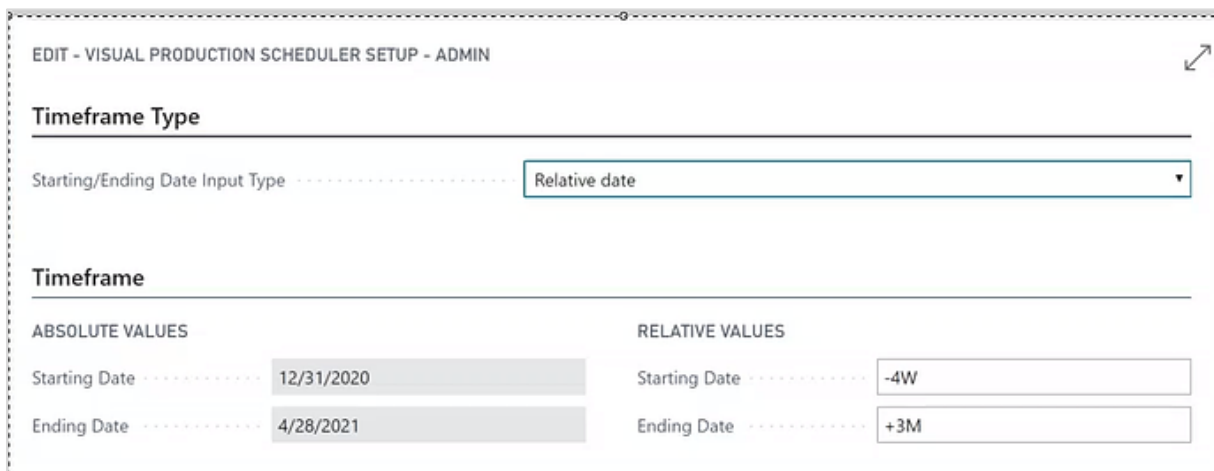 EDIT - VISUAL PRODUCTION SCHEDULER SETUP - ADMIN
Timeframe Type
Starting/Ending Date Input Type Relative date
Timeframe
ABSOLUTE VALUES RELATIVE VALUES
Starting Date 12/31/2020 Starting Date -4W
Ending Date 4/28/2021 Ending Date +3M